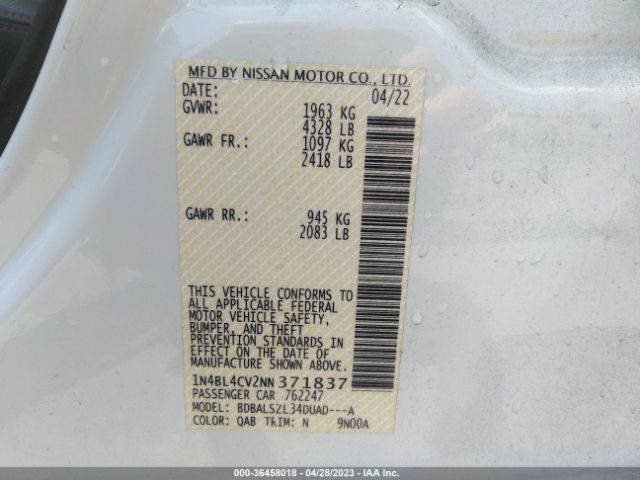 MFD BY NISSAN MOTOR CO., LTD.
DATE: 04/22
GVWR: 1963 KG
4328 LB
GAWR FR.: 1097 KG
2418 LB
GAWR RR.: 945 KG
2083 LB
THIS VEHICLE CONFORMS TO
ALL APPLICABLE FEDERAL
MOTOR VEHICLE SAFETY,
BUMPER, AND THEFT
PREVENTION STANDARDS IN
EFFECT ON THE DATE OF
MANUFACTURE SHOWN ABOVE.
1N4BL4CV2NN371837
PASSENGER CAR 762247
MODEL: BDBALSZL34DUAD---A
COLOR: QAB TRIM: N 9N00A
000-36458018 - 04/28/2023 - IAA Inc.